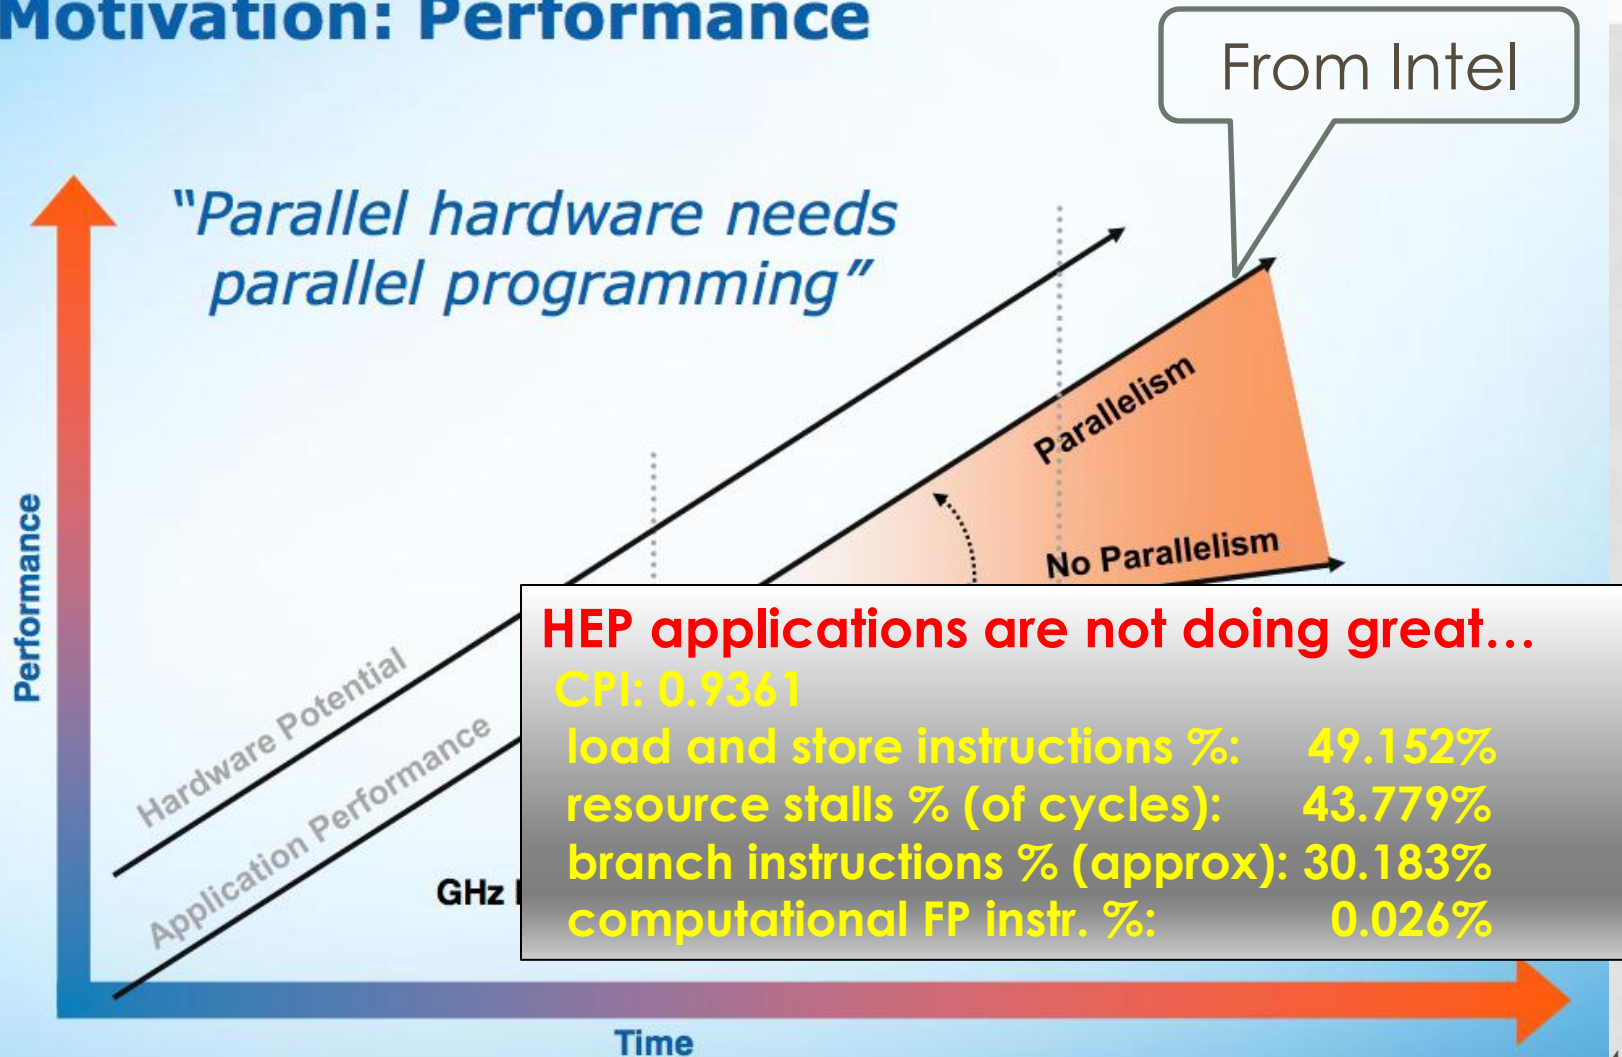 Motivation: Performance
From Intel
“Parallel hardware needs
parallel programming”
Parallelism
No Parallelism
Performance
Hardware Potential
Application Performance
GHz
HEP applications are not doing great...
CPI: 0.9361
load and store instructions %: 49.152%
resource stalls % (of cycles): 43.779%
branch instructions % (approx): 30.183%
computational FP instr. %: 0.026%
Time